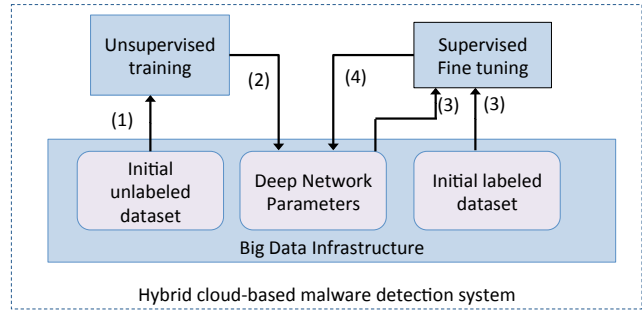 Unsupervised
training
Supervised
Fine tuning
(1)
(2)
(4)
(3)
(3)
Initial
unlabeled
dataset
Deep Network
Parameters
Initial labeled
dataset
Big Data Infrastructure
Hybrid cloud-based malware detection system